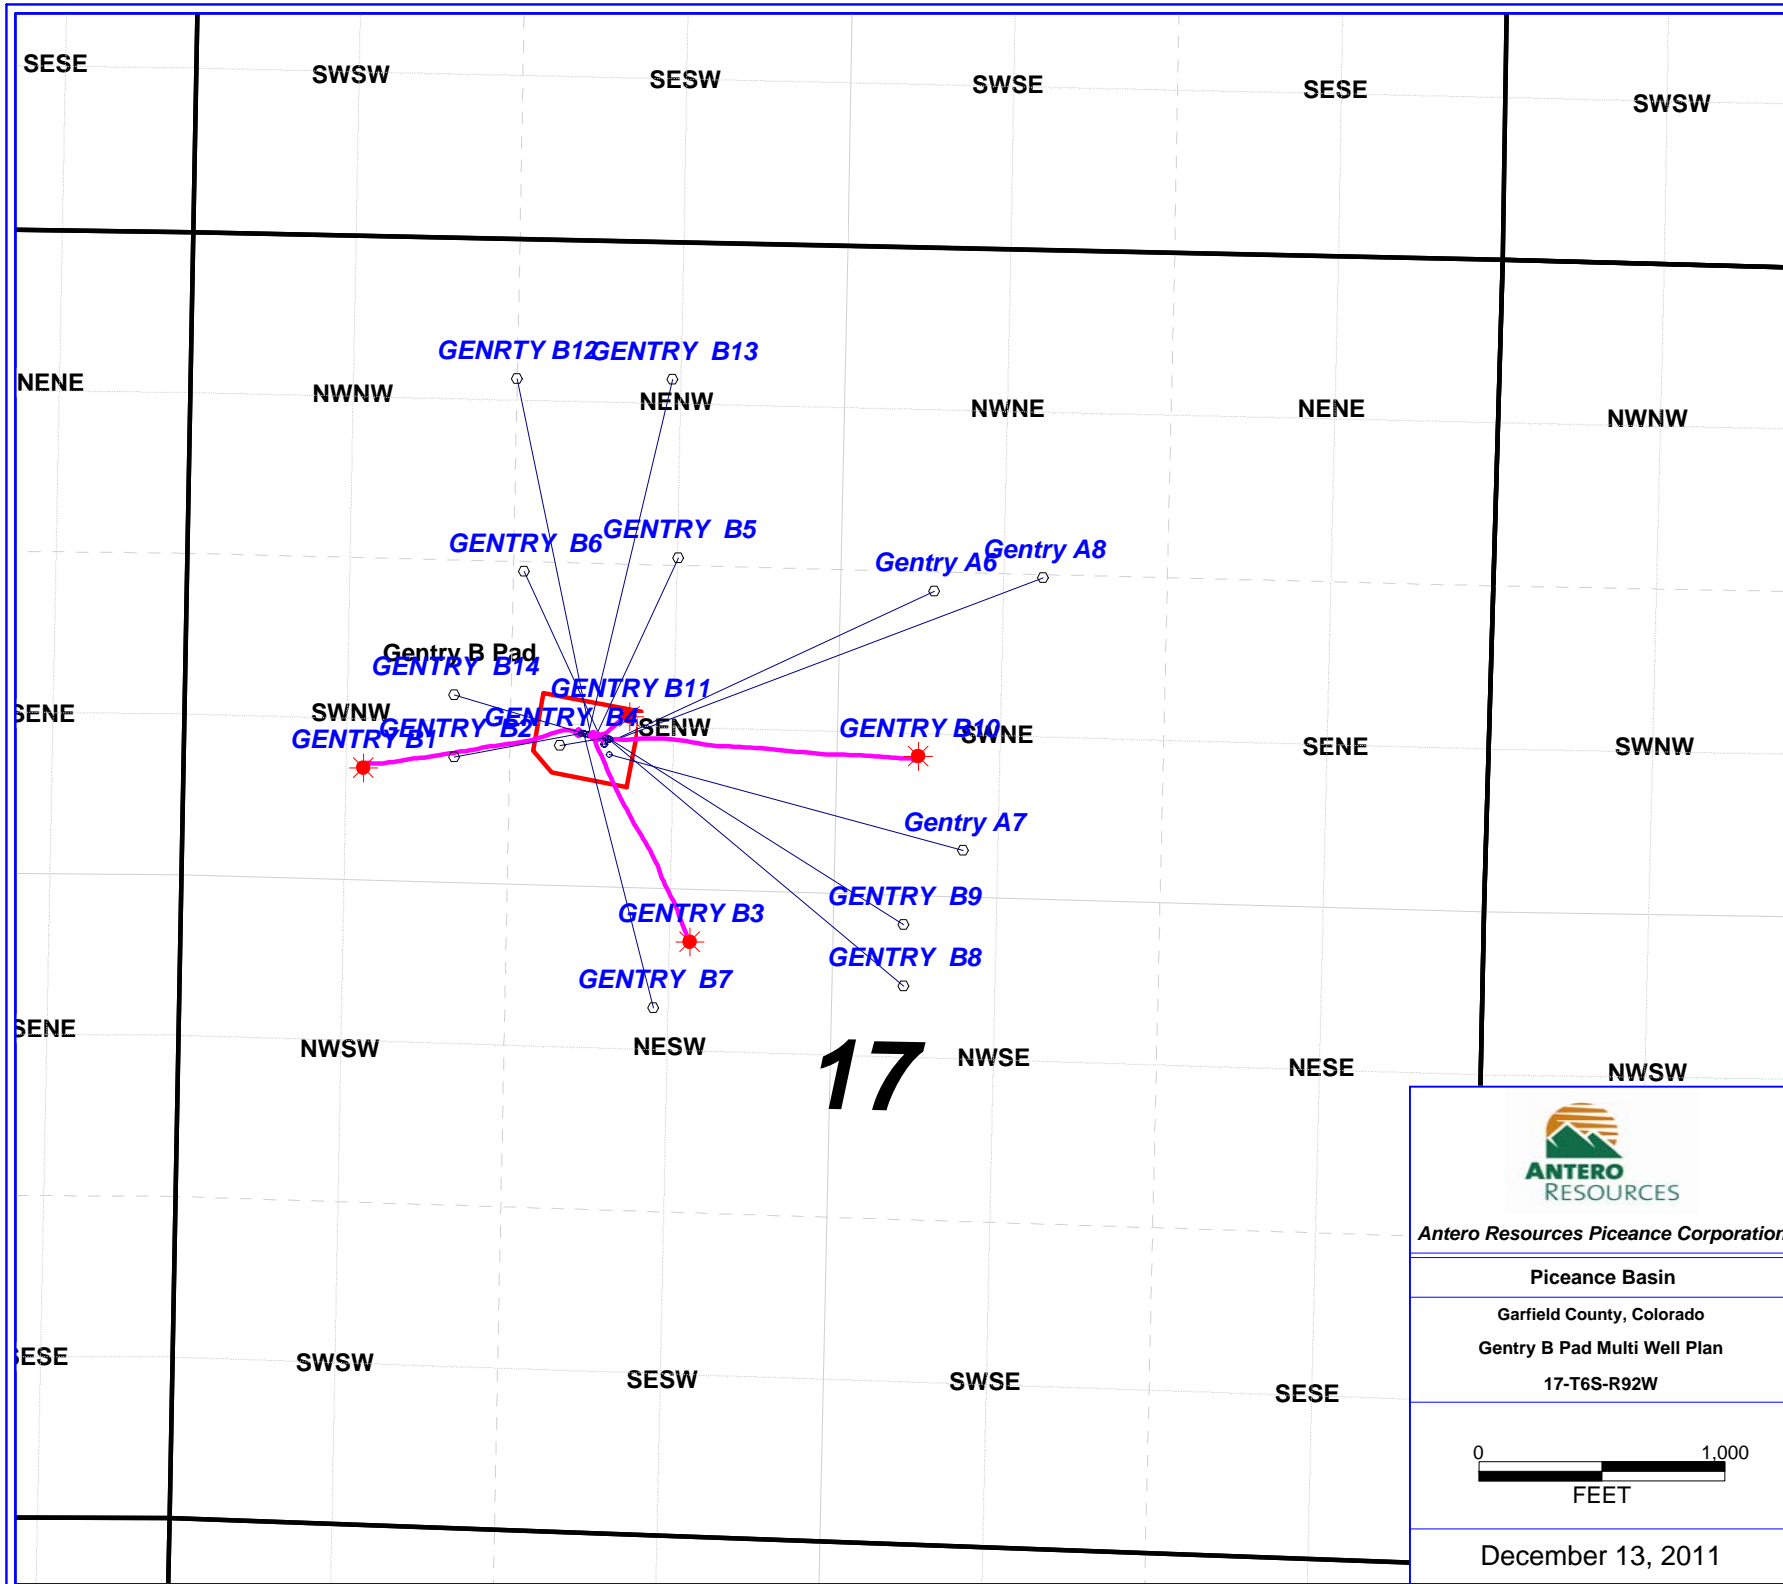 SESE
SWSW
SESW
SWSE
SESE
SWSW
GENRTY B12
GENTRY B13
NENE
NWNW
NENW
NWNE
NENE
NWNW
GENTRY B6
GENTRY B5
Gentry A6
Gentry A8
Gentry B Pad
GENTRY B14
GENTRY B11
SENE
SWNW
GENTRY B4
SENW
GENTRY B2
GENTRY B1
GENTRY B10
SWNE
SENE
SWNW
Gentry A7
GENTRY B9
GENTRY B3
GENTRY B8
GENTRY B7
SENE
NWSW
NESW
17
NWSE
NESE
NWSW
ANTERO
RESOURCES
Antero Resources Piceance Corporation
Piceance Basin
Garfield County, Colorado
Gentry B Pad Multi Well Plan
17-T6S-R92W
SESE
SWSW
SESW
SWSE
SESE
0 1,000
FEET
December 13, 2011